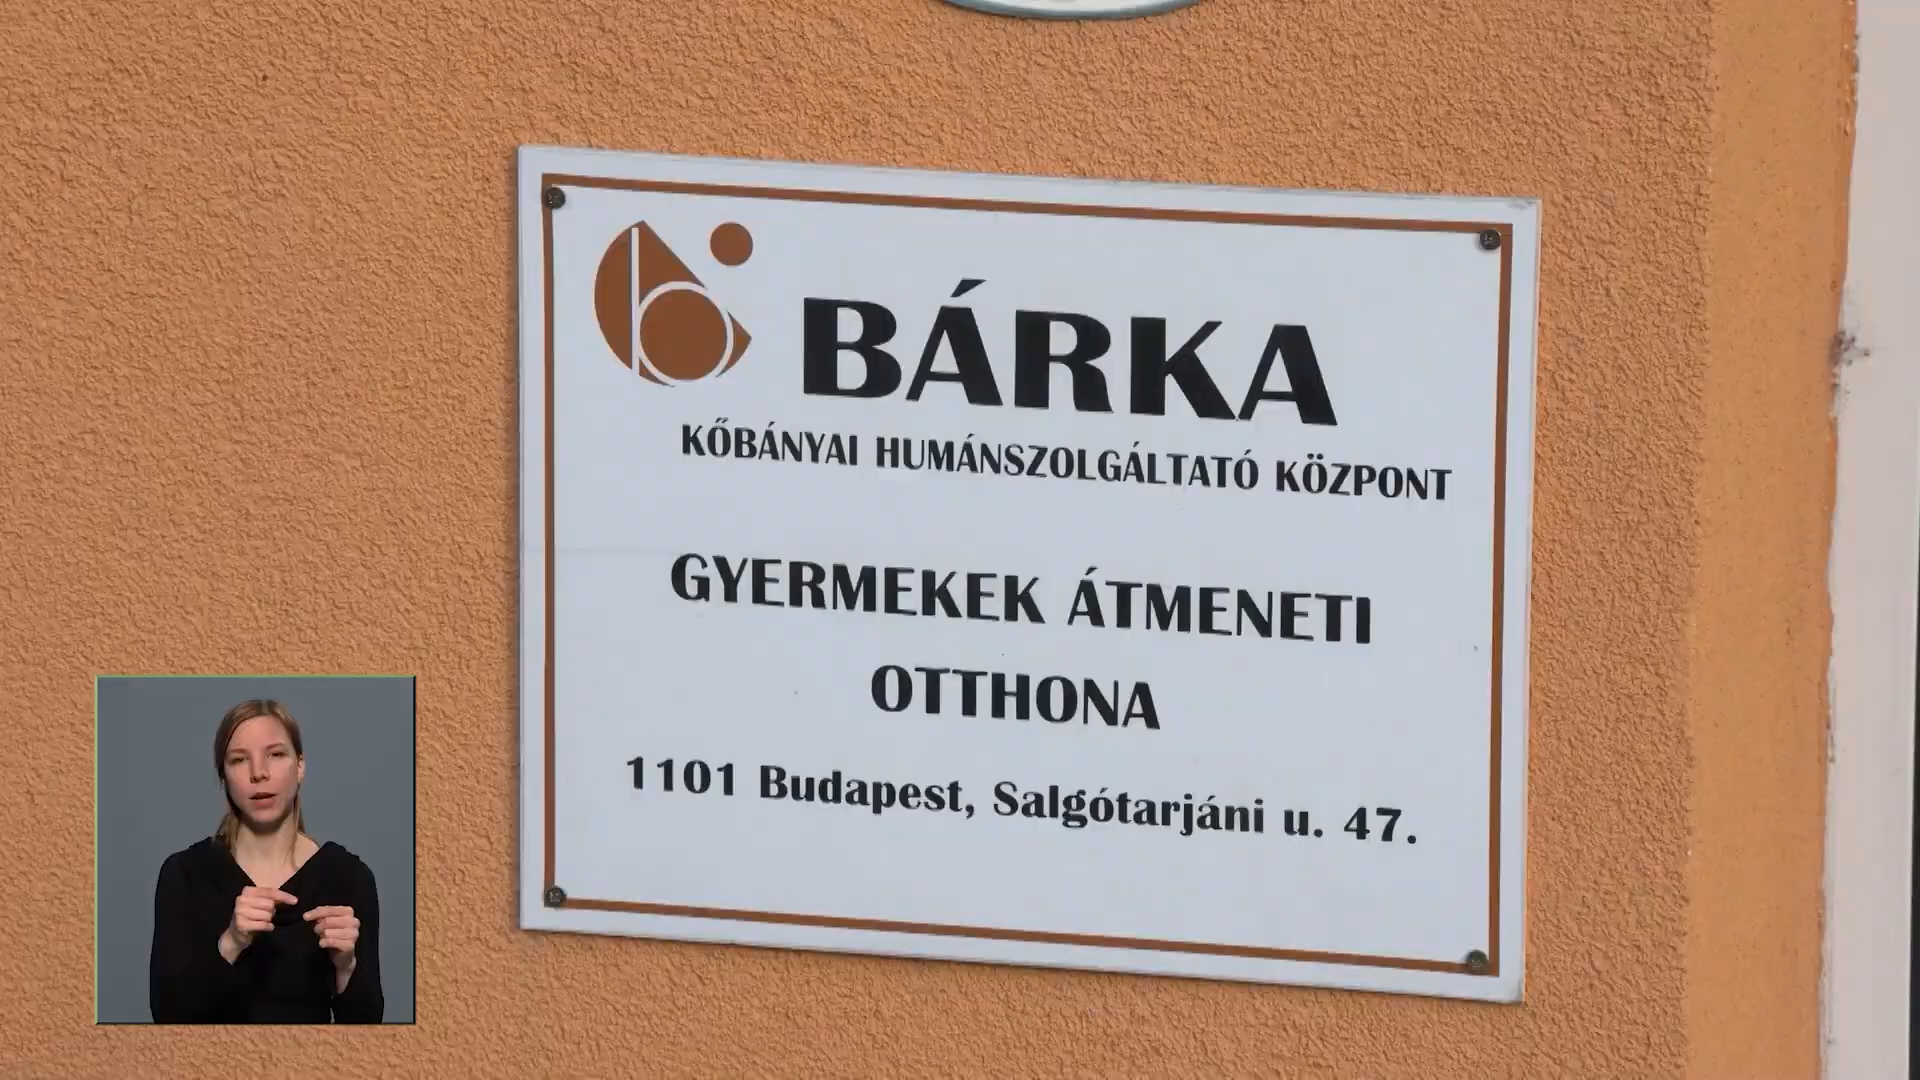 BÁRKA
KŐBÁNYAI HUMÁNSZOLGÁLTATÓ KÖZPONT
GYERMEKEK ÁTMENETI
OTTHONA
1101 Budapest, Salgótarjáni u. 47.